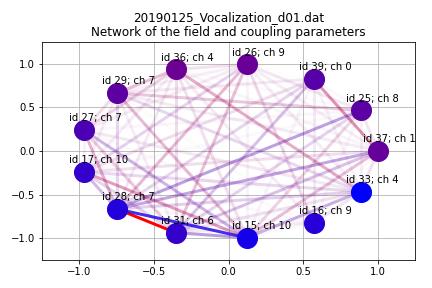 20190125_Vocalization_d01.dat
Network of the field and coupling parameters
id 36; ch 4
id 26; ch 9
id 29; ch 7
id 39; ch 0
id 25; ch 8
id 27; ch 7
id 37; ch 1
id 17; ch 10
id 33; ch 4
id 28; ch 7
id 31; ch 6
id 15; ch 10
id 16; ch 9
1.0
0.5
0.0
−0.5
−1.0
−1.0
−0.5
0.0
0.5
1.0